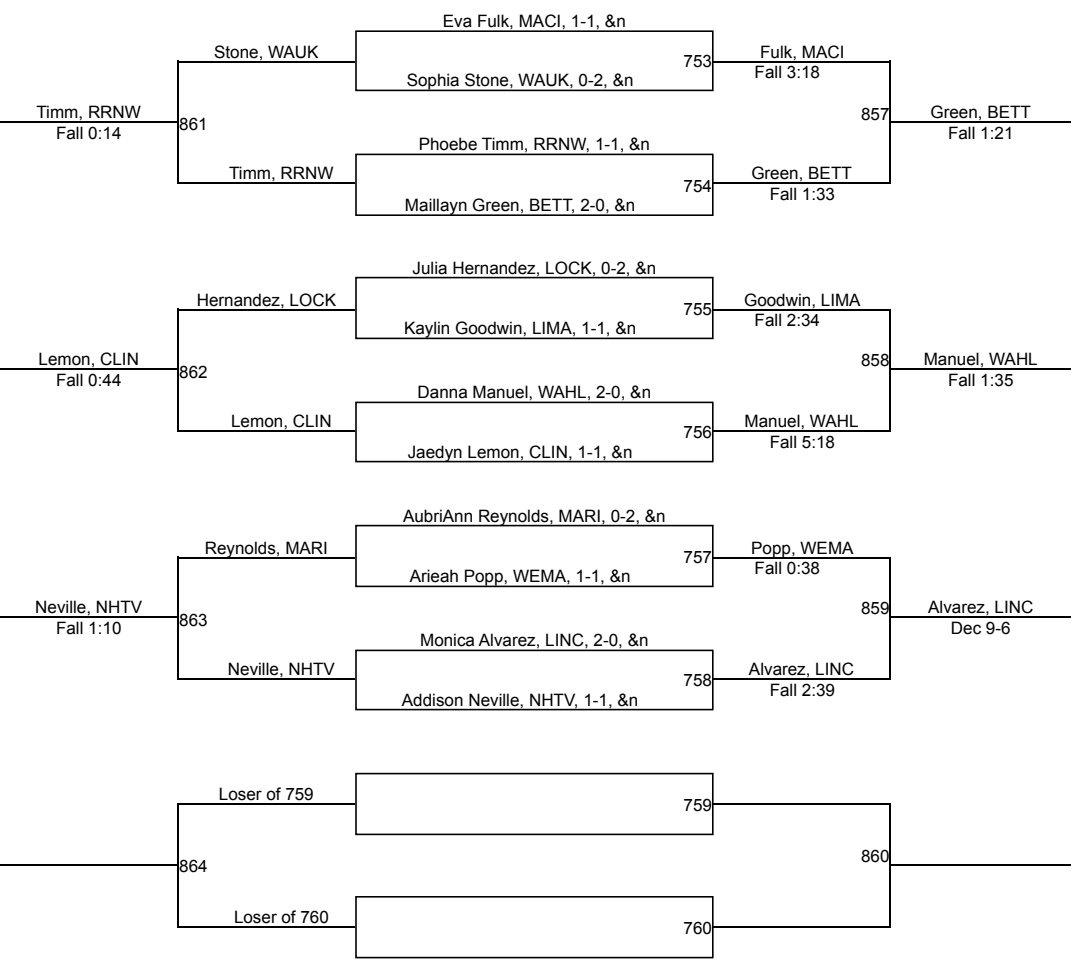 Eva Fulk, MACI, 1-1, &n
Stone, WAUK
753
Fulk, MACI
Fall 3:18
Sophia Stone, WAUK, 0-2, &n
Timm, RRNW
Fall 0:14
861
857
Green, BETT
Fall 1:21
Phoebe Timm, RRNW, 1-1, &n
Timm, RRNW
754
Green, BETT
Fall 1:33
Maillayn Green, BETT, 2-0, &n
Julia Hernandez, LOCK, 0-2, &n
Hernandez, LOCK
755
Goodwin, LIMA
Fall 2:34
Kaylin Goodwin, LIMA, 1-1, &n
Lemon, CLIN
Fall 0:44
862
858
Manuel, WAHL
Fall 1:35
Danna Manuel, WAHL, 2-0, &n
Lemon, CLIN
756
Manuel, WAHL
Fall 5:18
Jaedyn Lemon, CLIN, 1-1, &n
AubriAnn Reynolds, MARI, 0-2, &n
Reynolds, MARI
757
Popp, WEMA
Fall 0:38
Arieah Popp, WEMA, 1-1, &n
Neville, NHTV
Fall 1:10
863
859
Alvarez, LINC
Dec 9-6
Monica Alvarez, LINC, 2-0, &n
Neville, NHTV
758
Alvarez, LINC
Fall 2:39
Addison Neville, NHTV, 1-1, &n
Loser of 759
759
864
860
Loser of 760
760